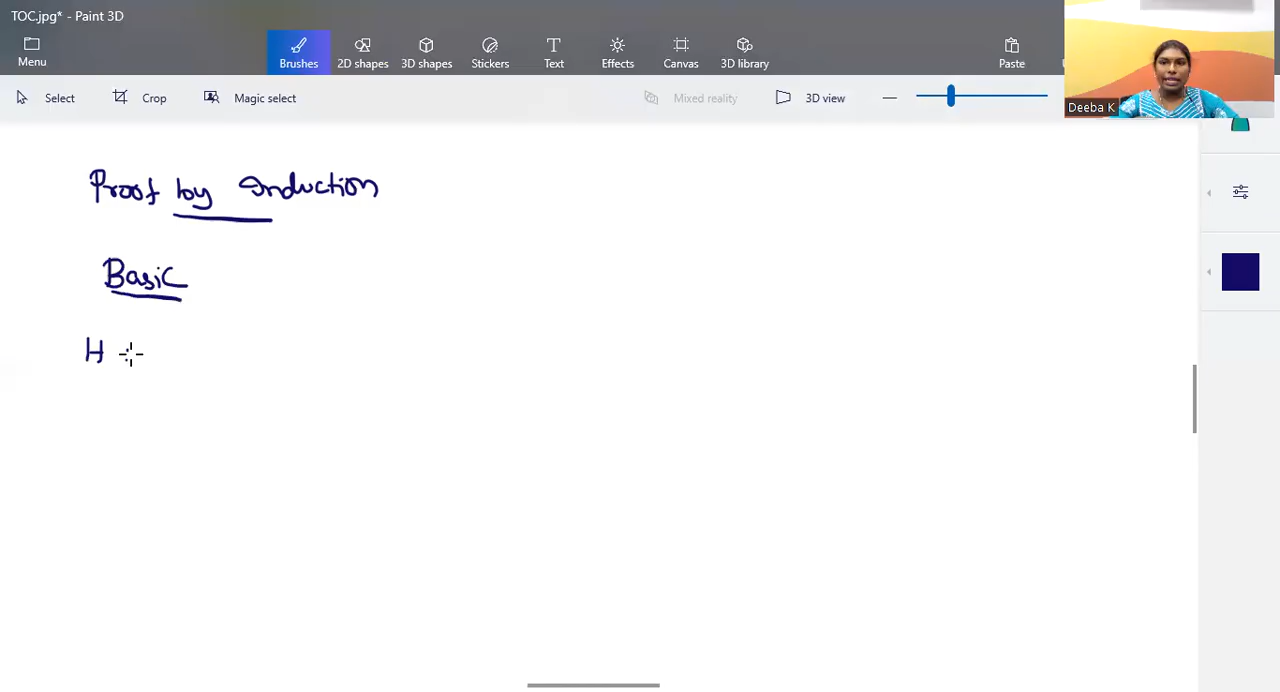 TOC.jpg* - Paint 3D
Menu
Brushes
2D shapes
3D shapes
Stickers
Text
Effects
Canvas
3D library
Paste
Select
Crop
Magic select
Mixed reality
3D view
Deeba K
Proof by Induction
Basic
H